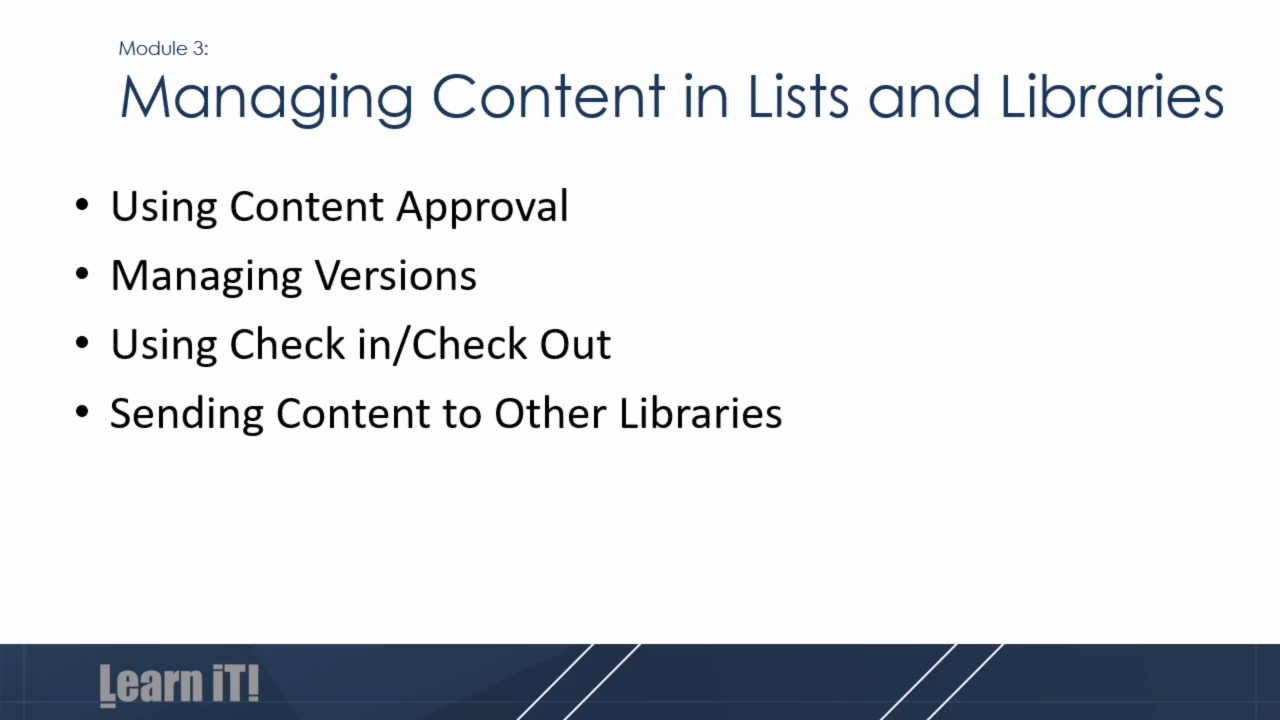 Module 3:
Managing Content in Lists and Libraries
• Using Content Approval
• Managing Versions
• Using Check in/Check Out
• Sending Content to Other Libraries
Learn iT!